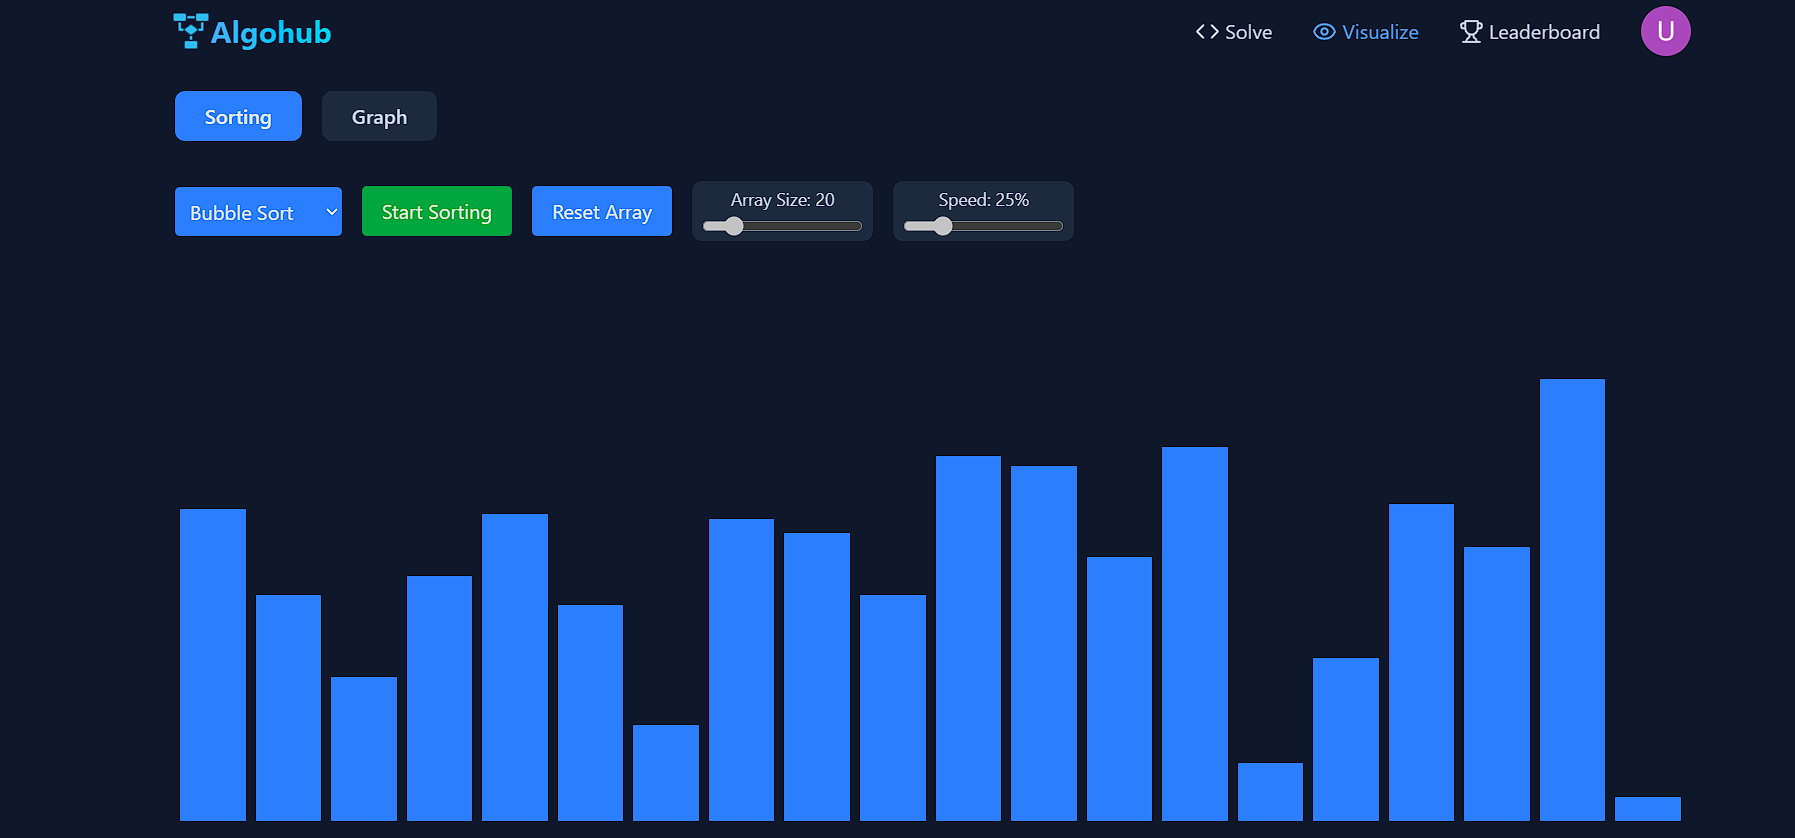 Algohub
Solve
Visualize
Leaderboard
U
Sorting
Graph
Bubble Sort
Start Sorting
Reset Array
Array Size: 20
Speed: 25%